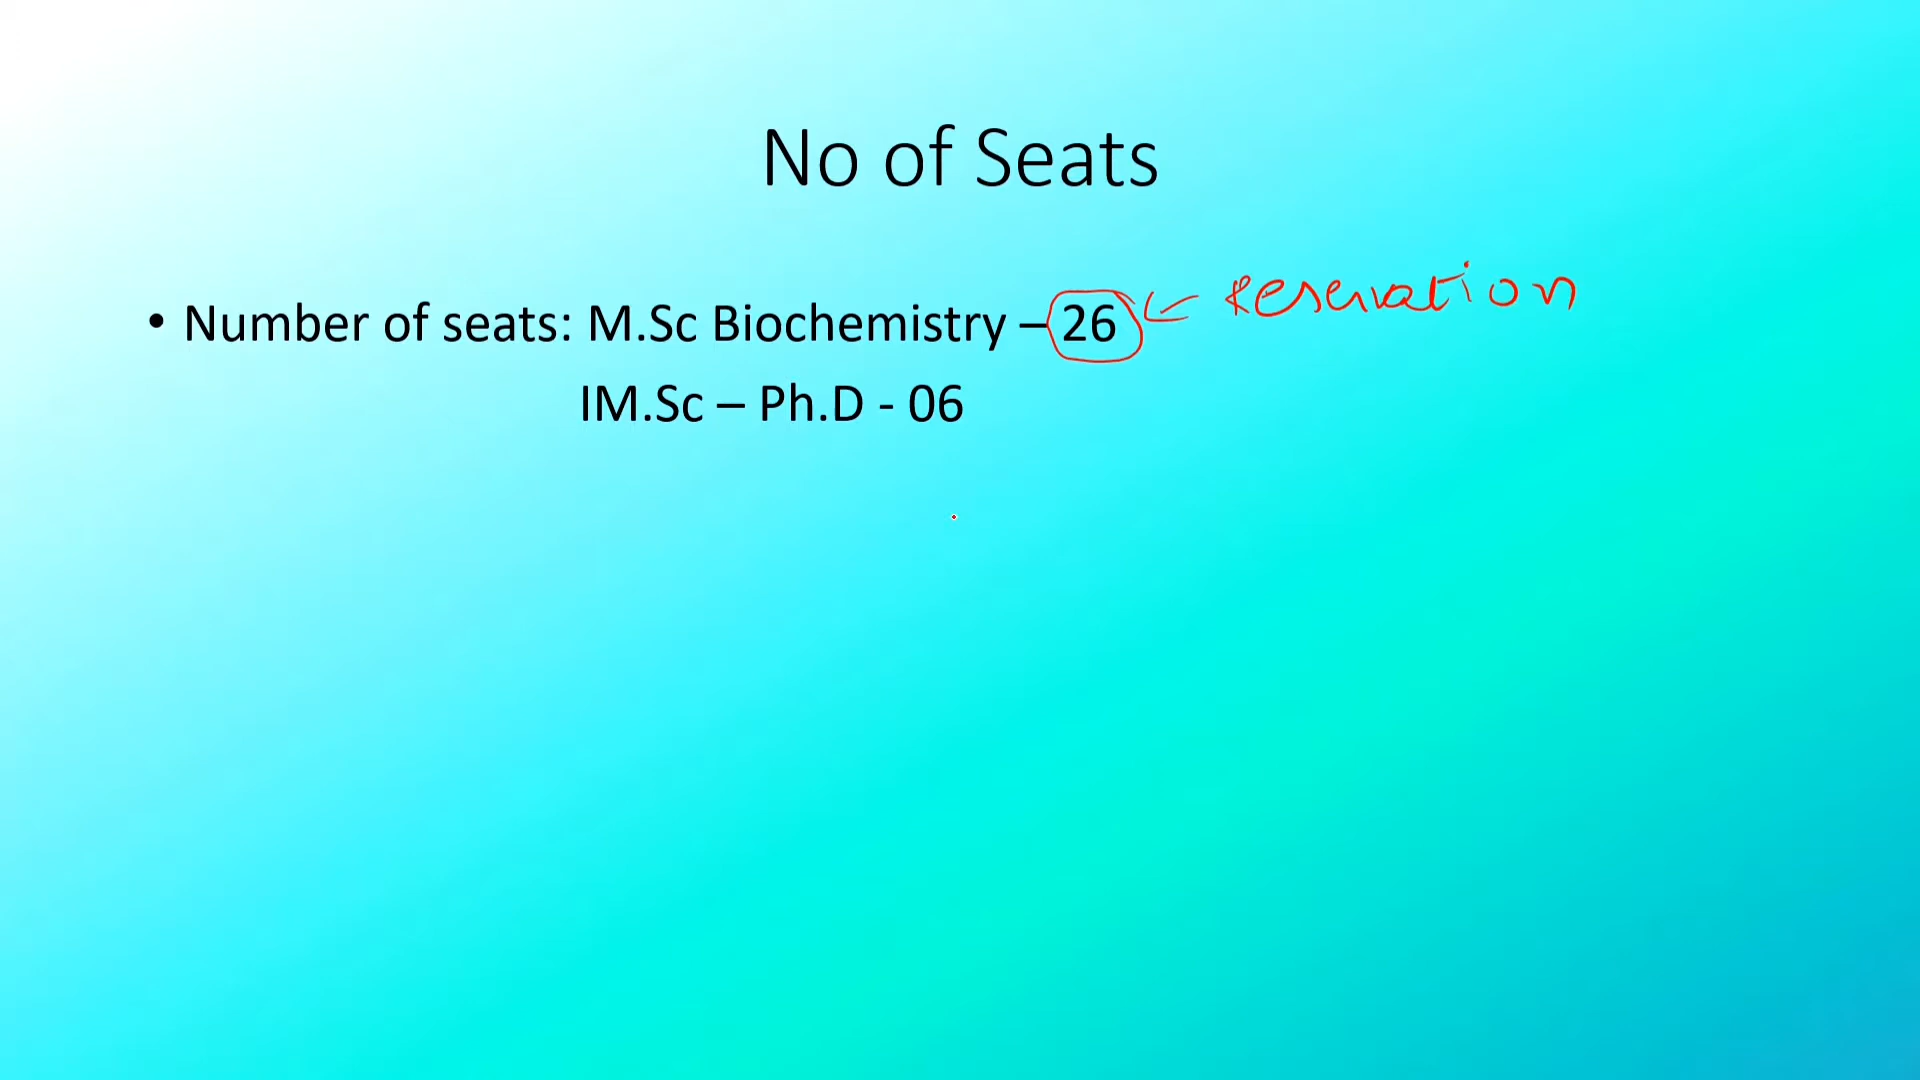 No of Seats
• Number of seats: M.Sc Biochemistry – 26 ← Reservation
IM.Sc – Ph.D - 06